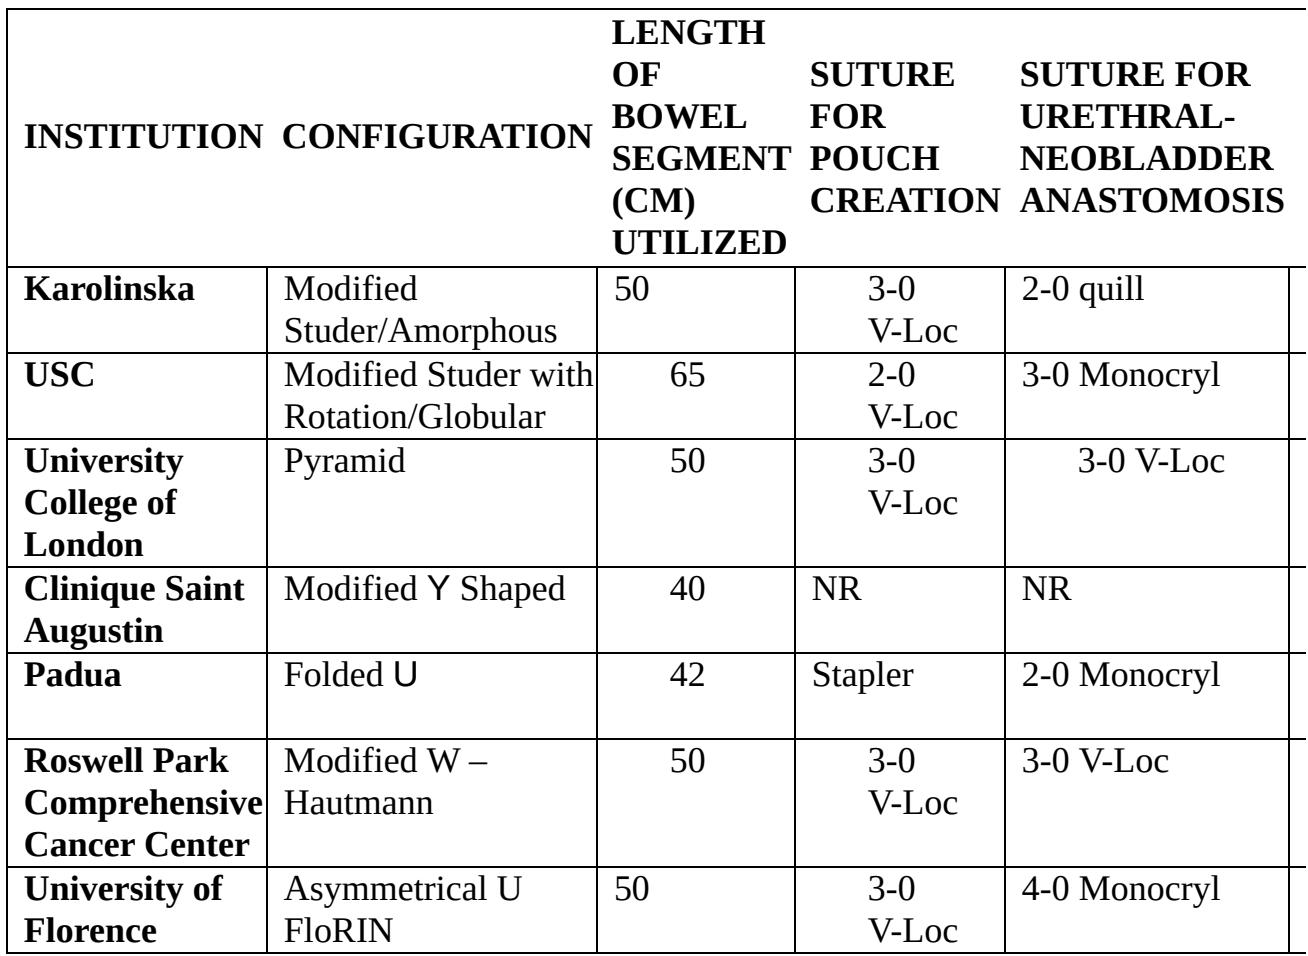 INSTITUTION CONFIGURATION LENGTH OF BOWEL SEGMENT (CM) UTILIZED SUTURE FOR POUCH CREATION SUTURE FOR URETHRAL-NEOBLADDER ANASTOMOSIS
Karolinska Modified 50 3-0 2-0 quill
Studer/Amorphous V-Loc
USC Modified Studer with 65 2-0 3-0 Monocryl
Rotation/Globular V-Loc
University Pyramid 50 3-0 3-0 V-Loc
College of V-Loc
London
Clinique Saint Modified Y Shaped 40 NR NR
Augustin
Padua Folded U 42 Stapler 2-0 Monocryl
Roswell Park Modified W – 50 3-0 3-0 V-Loc
Comprehensive Hautmann V-Loc
Cancer Center
University of Asymmetrical U 50 3-0 4-0 Monocryl
Florence FloRIN V-Loc